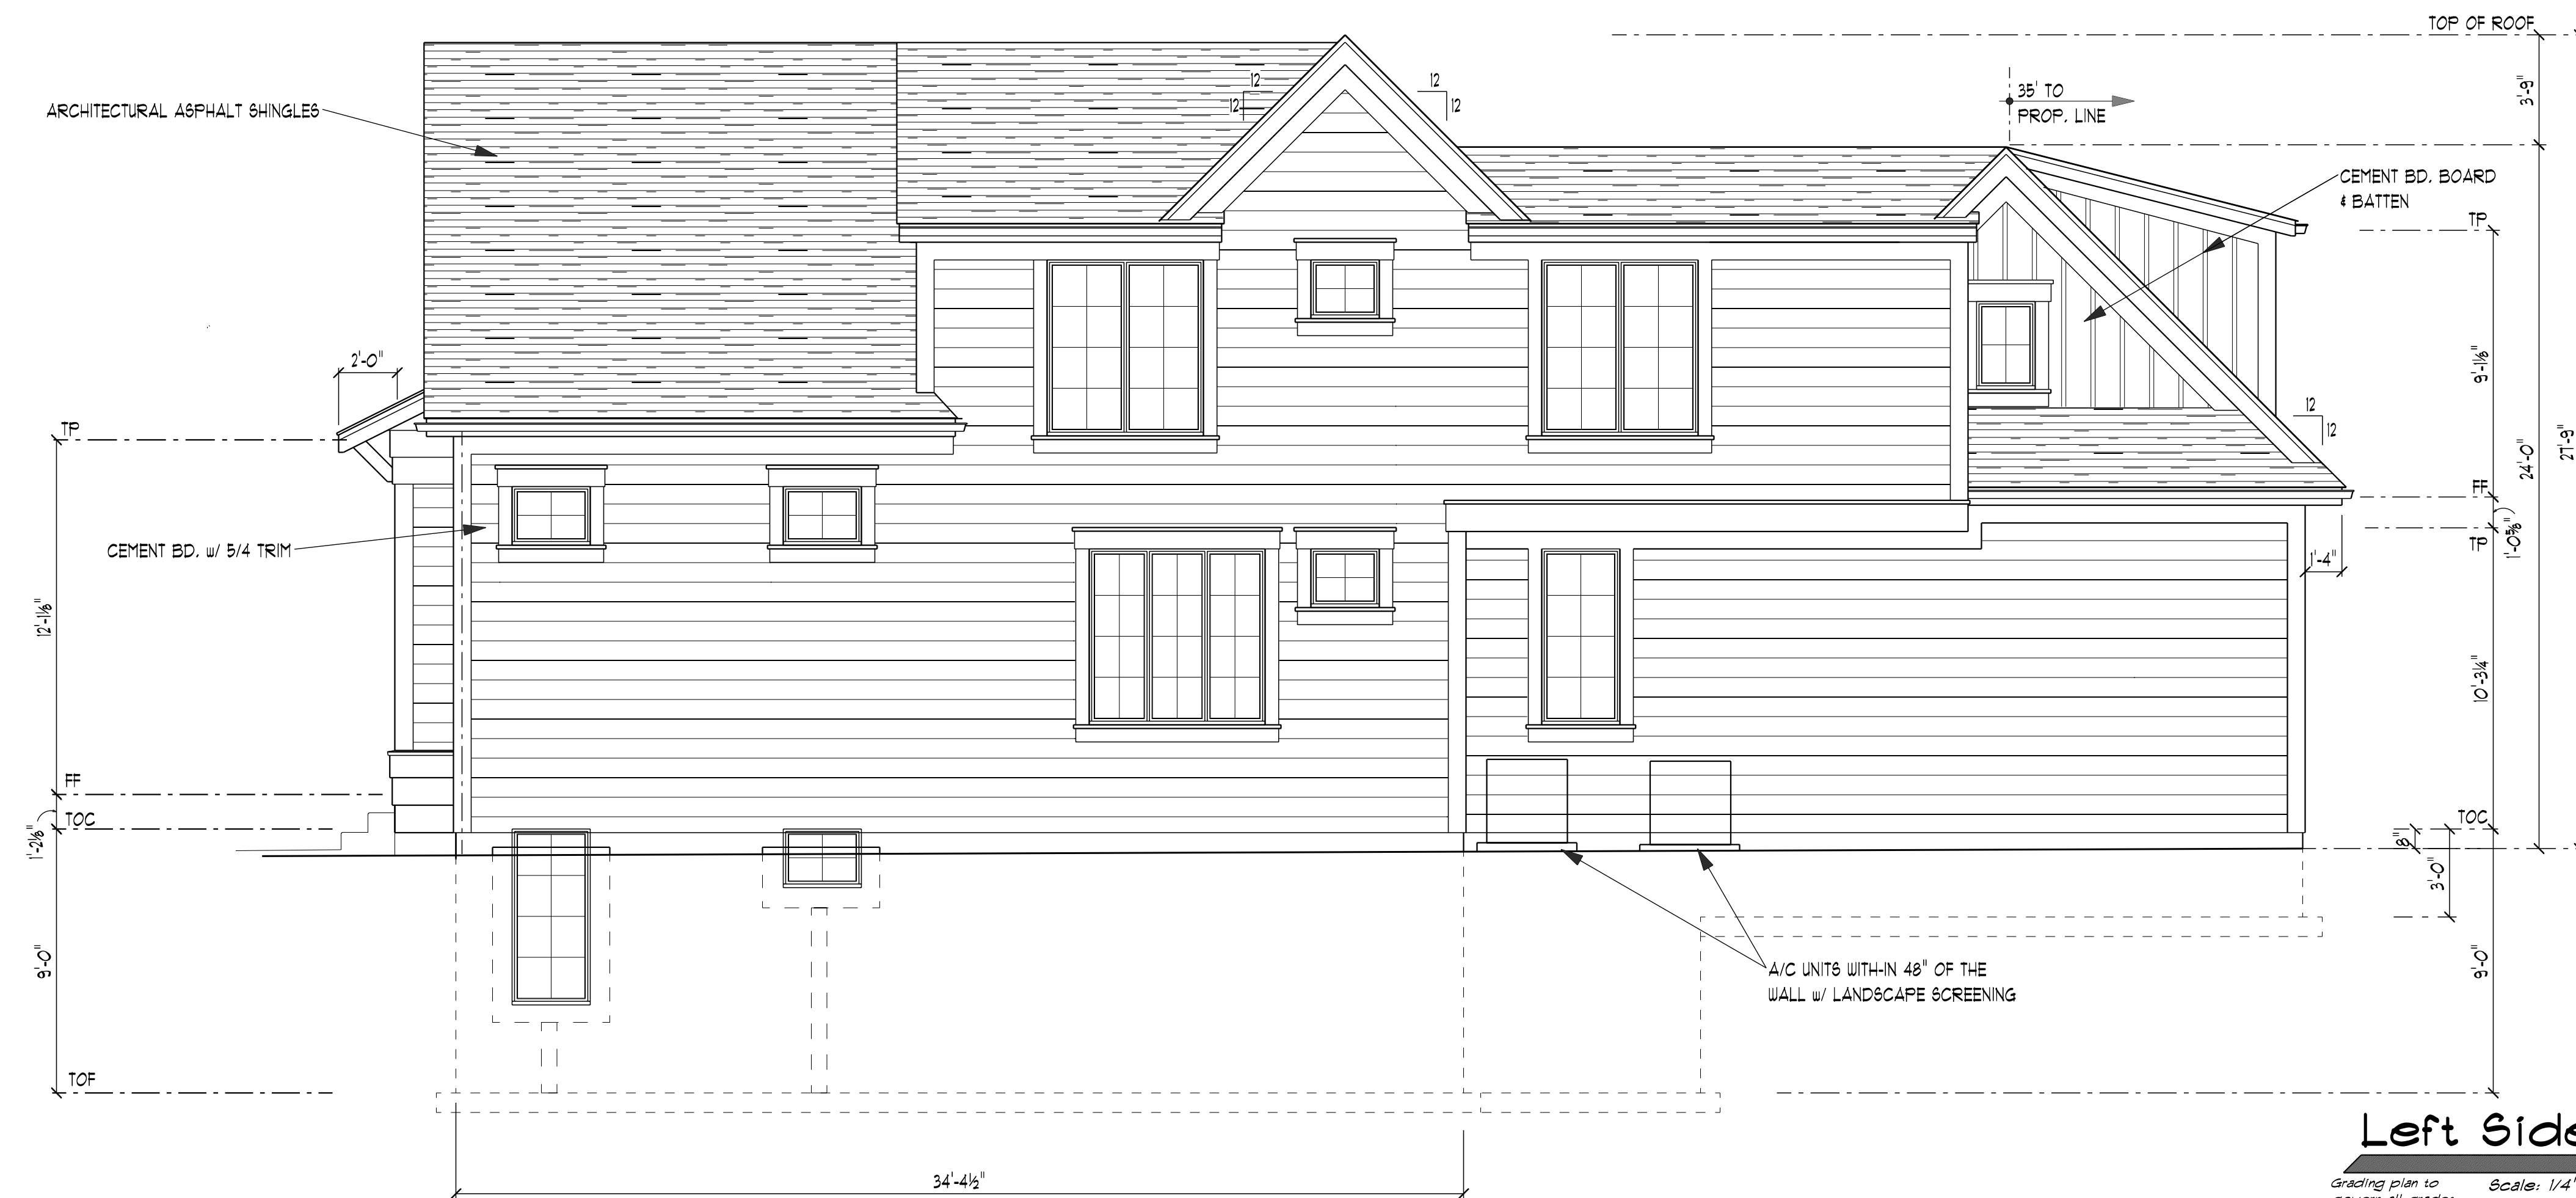 TOP OF ROOF
3'-9"
12
12
12
12
35' TO
PROP. LINE
ARCHITECTURAL ASPHALT SHINGLES
CEMENT BD. BOARD
& BATTEN
TP
9'-1⅛"
2'-0"
12
12
TP
24'-0"
27'-9"
FF
1'-0⅝"
TP
1'-4"
CEMENT BD. w/ 5/4 TRIM
12'-1⅛"
10'-3¼"
FF
TOC
1'-2⅛"
TOC
8"
3'-0"
9'-0"
9'-0"
A/C UNITS WITH-IN 48" OF THE
WALL w/ LANDSCAPE SCREENING
TOF
Left Side
34'-4½"
Grading plan to
Scale: 1/4"